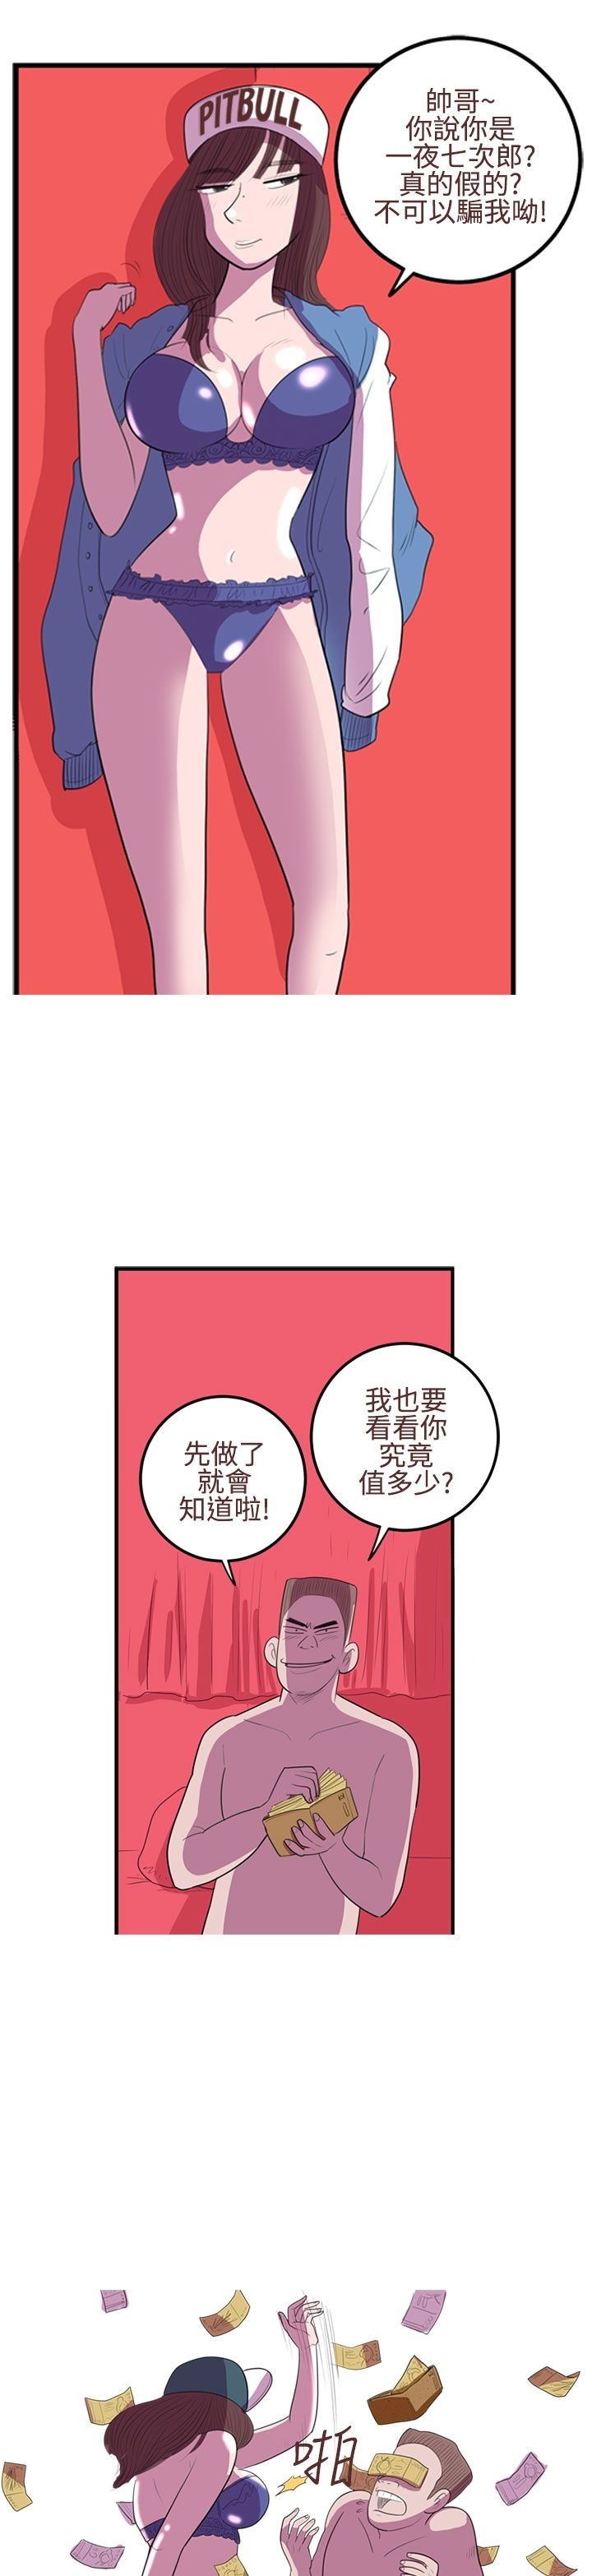 PITBULL
帥哥~
你說你是
一夜七次郎?
真的假的?
不可以騙我呦!
我也要
看看你
究竟
值多少?
先做了
就會
知道啦!
啪